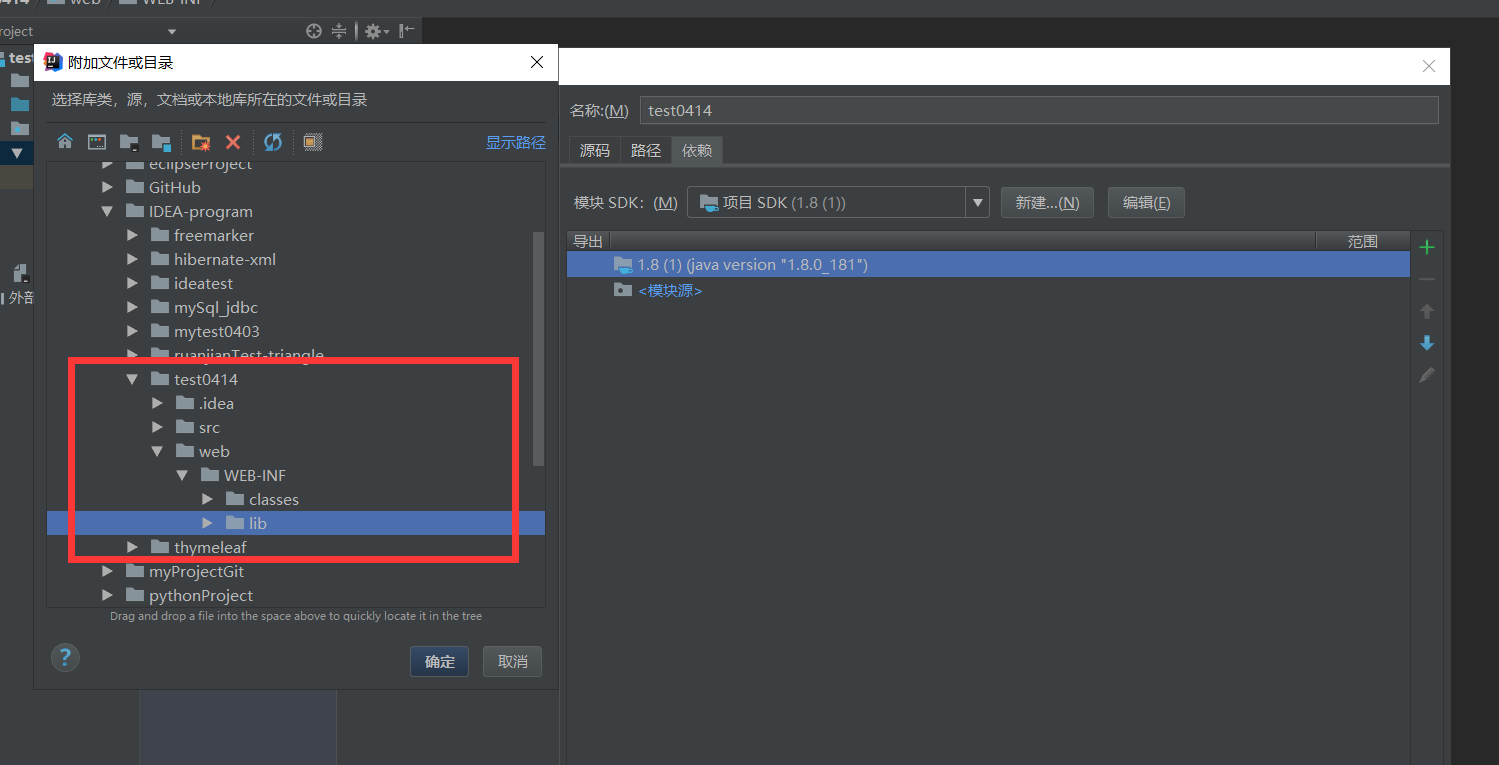 web WEB-INF
附加文件或目录
选择库类，源，文档或本地库所在的文件或目录
显示路径
eclipseProject
GitHub
IDEA-program
freemarker
hibernate-xml
ideatest
mySql_jdbc
mytest0403
ruanjianTest-triangle
test0414
.idea
src
web
WEB-INF
classes
lib
thymeleaf
myProjectGit
pythonProject
Drag and drop a file into the space above to quickly locate it in the tree
?
确定 取消
名称:(M) test0414
源码 路径 依赖
模块 SDK： (M) 项目 SDK (1.8 (1)) 新建...(N) 编辑(E)
导出 范围
1.8 (1) (java version "1.8.0_181")
<模块源>